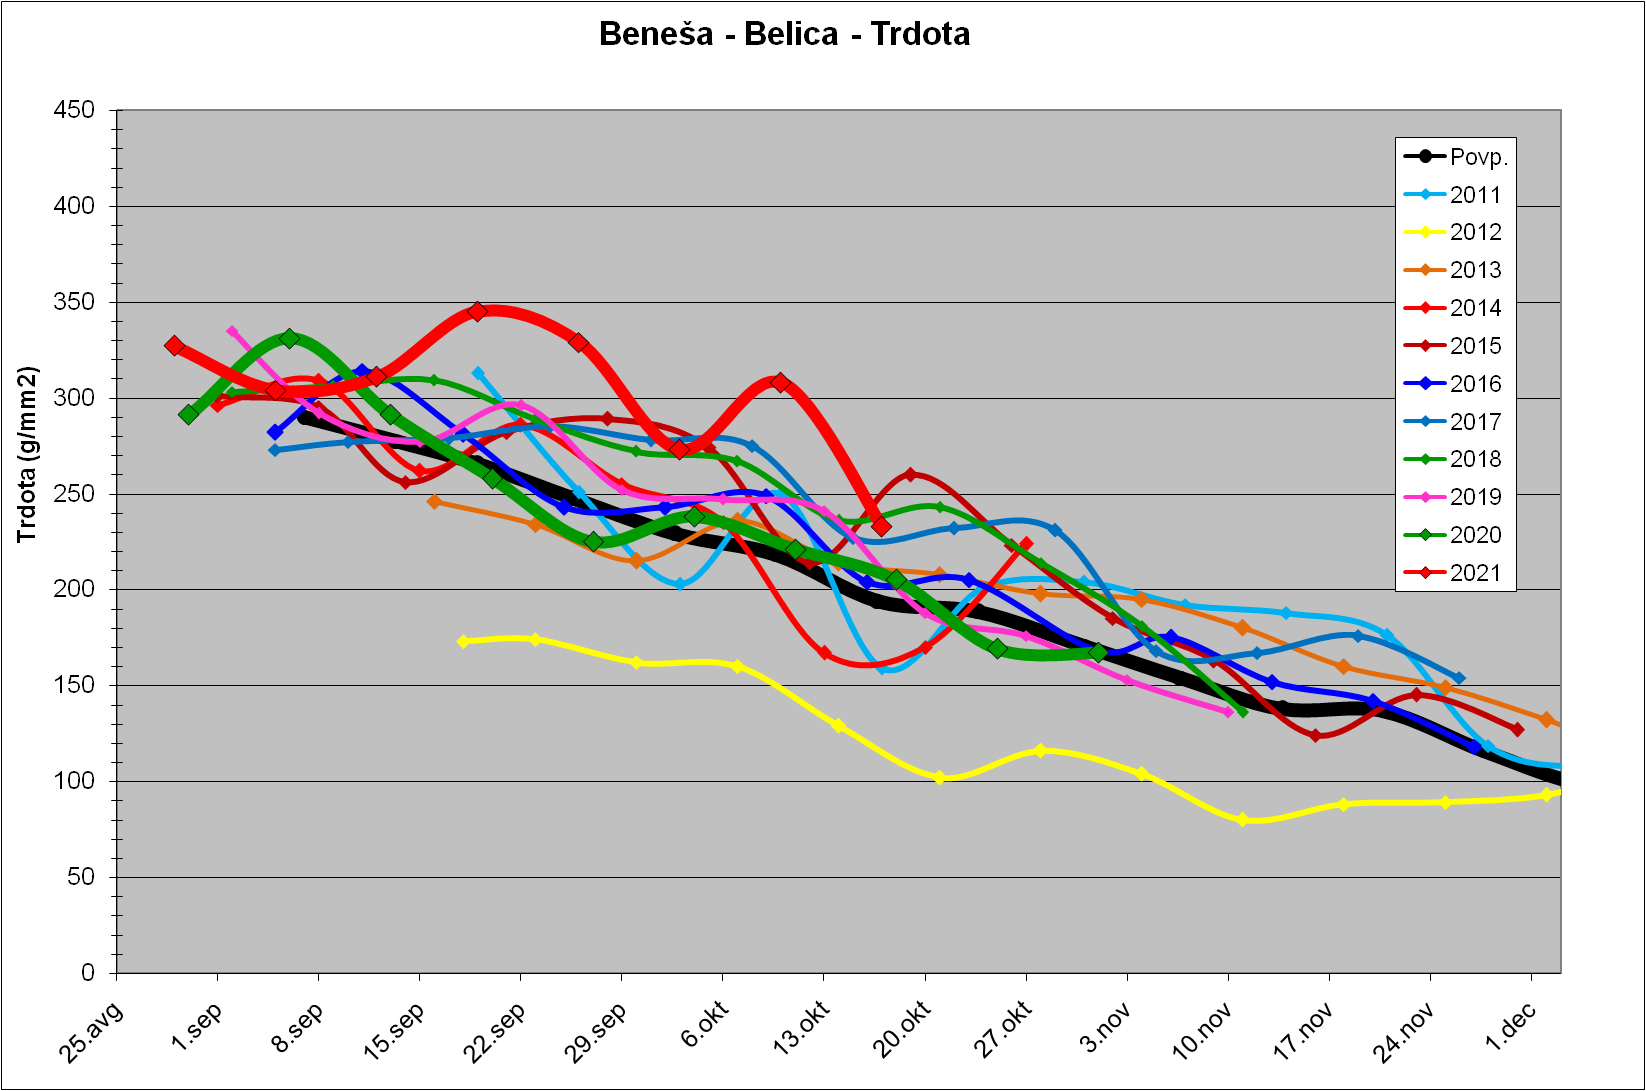 Beneša - Belica - Trdota
Trdota (g/mm2)
450
400
350
300
250
200
150
100
50
0
25.avg
1.sep
8.sep
15.sep
22.sep
29.sep
6.okt
13.okt
20.okt
27.okt
3.nov
10.nov
17.nov
24.nov
1.dec
Povp.
2011
2012
2013
2014
2015
2016
2017
2018
2019
2020
2021